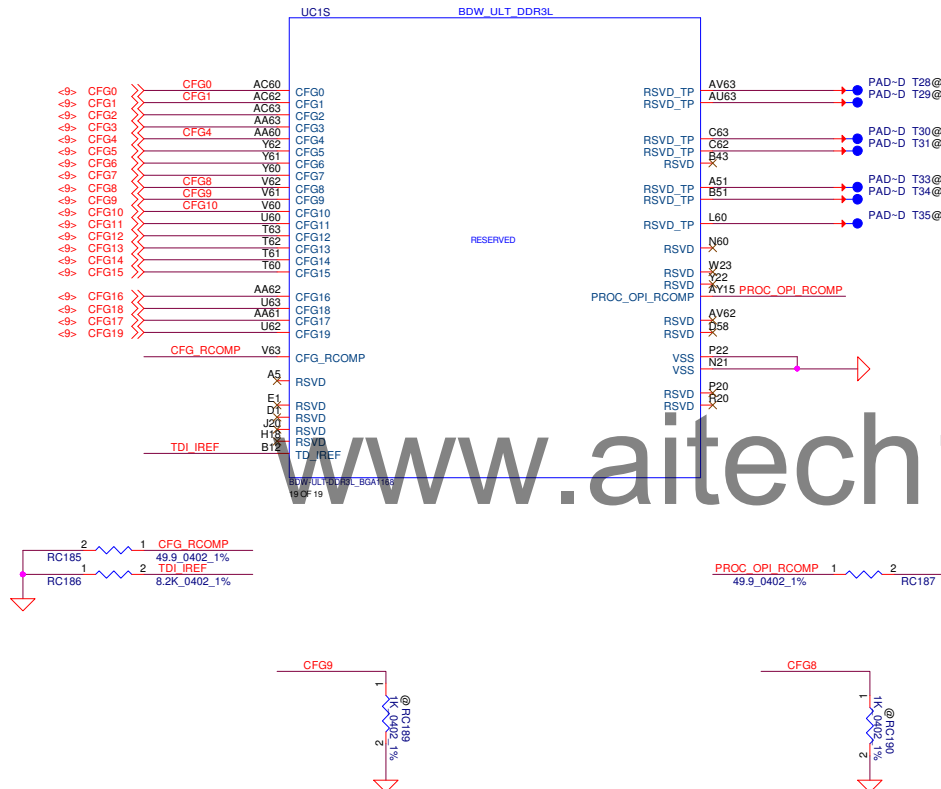 UC1S
BDW_ULT_DDR3L
<9> CFG0 CFG0 AC60 CFG0
<9> CFG1 CFG1 AC62 CFG1
<9> CFG2 AC63 CFG2
<9> CFG3 AA63 CFG3
<9> CFG4 CFG4 AA60 CFG4
<9> CFG5 Y62 CFG5
<9> CFG6 Y61 CFG6
<9> CFG7 Y60 CFG7
<9> CFG8 CFG8 V62 CFG8
<9> CFG9 CFG9 V61 CFG9
<9> CFG10 CFG10 V60 CFG10
<9> CFG11 U60 CFG11
<9> CFG12 T63 CFG12
<9> CFG13 T62 CFG13
<9> CFG14 T61 CFG14
<9> CFG15 T60 CFG15
<9> CFG16 AA62 CFG16
<9> CFG18 U63 CFG18
<9> CFG17 AA61 CFG17
<9> CFG19 U62 CFG19
CFG_RCOMP V63 CFG_RCOMP
A5 RSVD
E1 RSVD
D1 RSVD
J20 RSVD
H18 RSVD
TDI_IREF B12 TD_IREF
RESERVED
RSVD_TP AV63 PAD~D T28@
RSVD_TP AU63 PAD~D T29@
RSVD_TP C63 PAD~D T30@
RSVD_TP C62 PAD~D T31@
RSVD B43
RSVD_TP A51 PAD~D T33@
RSVD_TP B51 PAD~D T34@
RSVD_TP L60 PAD~D T35@
RSVD N60
RSVD W23
RSVD Y22
PROC_OPI_RCOMP AY15 PROC_OPI_RCOMP
RSVD AV62
RSVD D58
VSS P22
VSS N21
RSVD P20
RSVD R20
BDW-ULT-DDR3L_BGA1168
19 OF 19
www.aitech
2 1 CFG_RCOMP
RC185 49.9_0402_1%
1 2 TDI_IREF
RC186 8.2K_0402_1%
PROC_OPI_RCOMP 1 2
49.9_0402_1% RC187
CFG9
1
@ RC189
1K_0402_1%
2
CFG8
1
@ RC190
1K_0402_1%
2